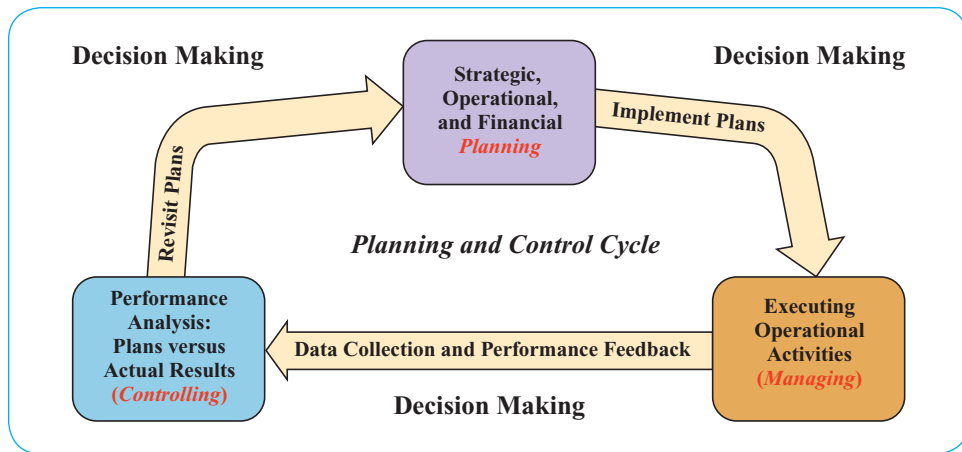 Decision Making
Strategic,
Operational,
and Financial
Planning
Decision Making
Implement Plans
Revisit Plans
Planning and Control Cycle
Performance
Analysis:
Plans versus
Actual Results
(Controlling)
Data Collection and Performance Feedback
Executing
Operational
Activities
(Managing)
Decision Making